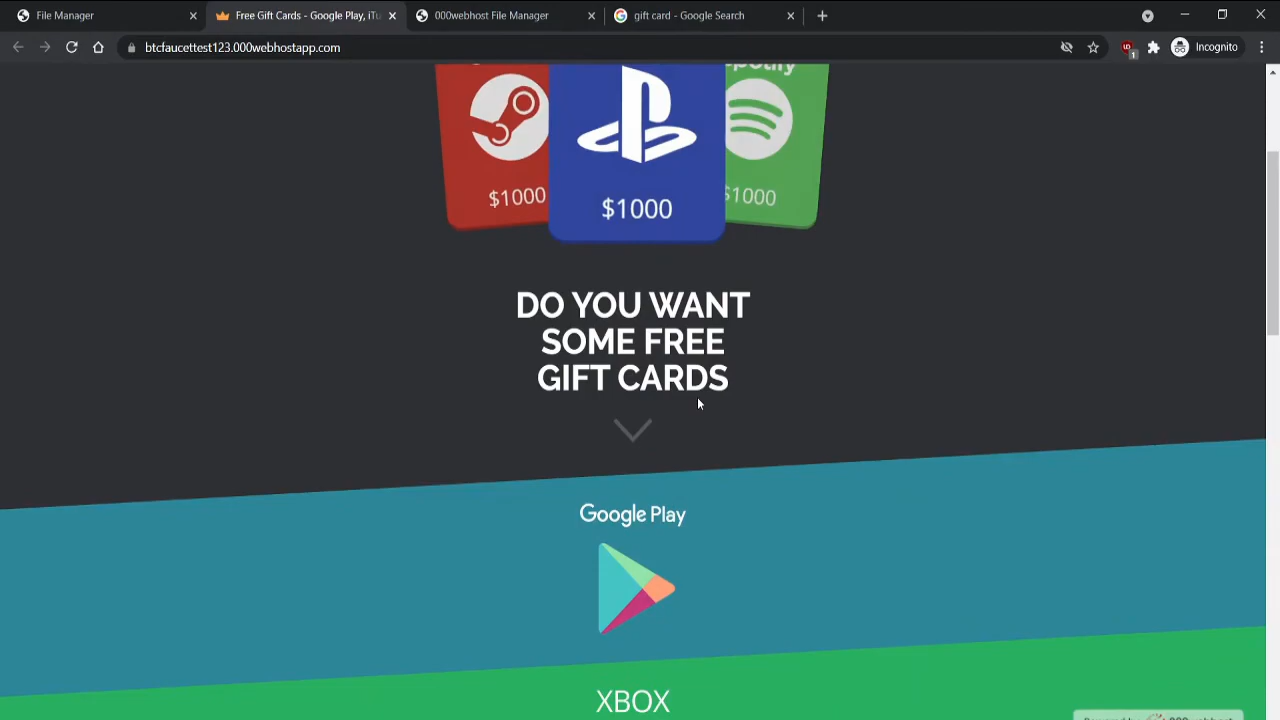 File Manager
Free Gift Cards - Google Play, iTu
000webhost File Manager
gift card - Google Search
btcfaucettest123.000webhostapp.com
1
Incognito
$1000
$1000
$1000
DO YOU WANT
SOME FREE
GIFT CARDS
Google Play
XBOX